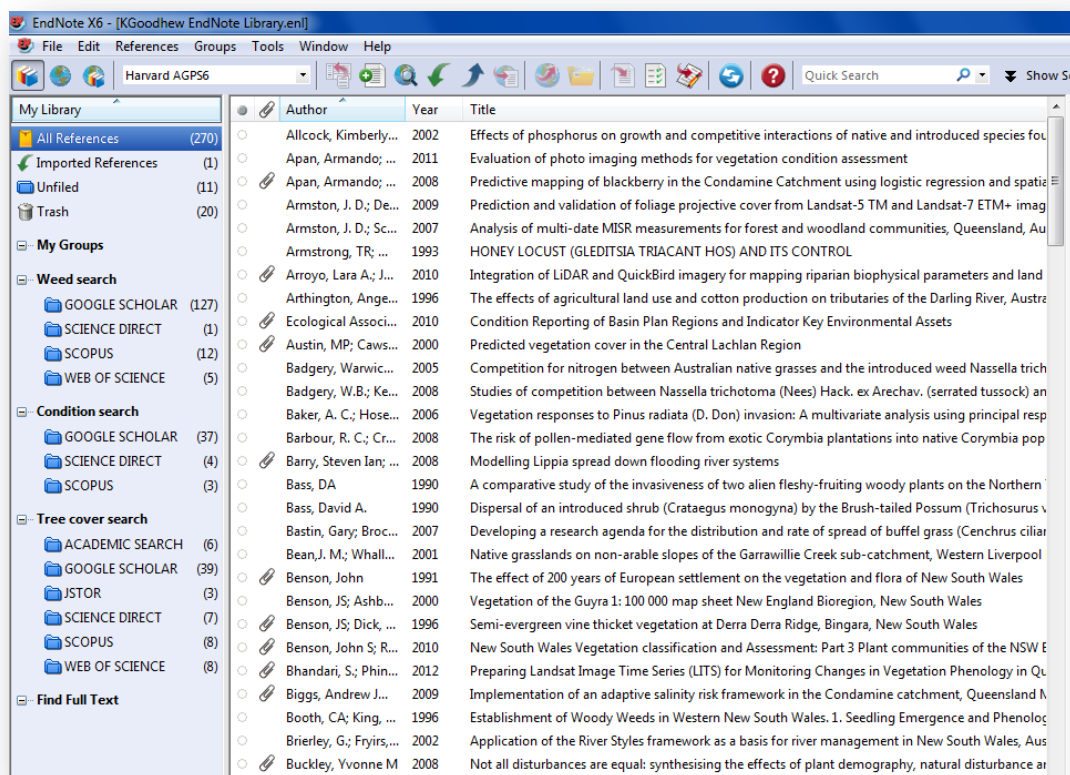 EndNote X6 - [KGoodhew EndNote Library.enl]
File Edit References Groups Tools Window Help
Harvard AGPS6 Quick Search Show S
My Library
All References (270)
Imported References (1)
Unfiled (11)
Trash (20)
My Groups
Weed search
GOOGLE SCHOLAR (127)
SCIENCE DIRECT (1)
SCOPUS (12)
WEB OF SCIENCE (5)
Condition search
GOOGLE SCHOLAR (37)
SCIENCE DIRECT (4)
SCOPUS (3)
Tree cover search
ACADEMIC SEARCH (6)
GOOGLE SCHOLAR (39)
JSTOR (3)
SCIENCE DIRECT (7)
SCOPUS (8)
WEB OF SCIENCE (8)
Find Full Text
Author Year Title
Allcock, Kimberly... 2002 Effects of phosphorus on growth and competitive interactions of native and introduced species fou
Apan, Armando; ... 2011 Evaluation of photo imaging methods for vegetation condition assessment
Apan, Armando; ... 2008 Predictive mapping of blackberry in the Condamine Catchment using logistic regression and spatia
Armston, J. D.; De... 2009 Prediction and validation of foliage projective cover from Landsat-5 TM and Landsat-7 ETM+ imag
Armston, J. D.; Sc... 2007 Analysis of multi-date MISR measurements for forest and woodland communities, Queensland, Au
Armstrong, TR; ... 1993 HONEY LOCUST (GLEDITSIA TRIACANT HOS) AND ITS CONTROL
Arroyo, Lara A.; J... 2010 Integration of LiDAR and QuickBird imagery for mapping riparian biophysical parameters and land
Arthington, Ange... 1996 The effects of agricultural land use and cotton production on tributaries of the Darling River, Austra
Ecological Associ... 2010 Condition Reporting of Basin Plan Regions and Indicator Key Environmental Assets
Austin, MP; Caws... 2000 Predicted vegetation cover in the Central Lachlan Region
Badgery, Warwic... 2005 Competition for nitrogen between Australian native grasses and the introduced weed Nassella trich
Badgery, W.B.; Ke... 2008 Studies of competition between Nassella trichotoma (Nees) Hack. ex Arechav. (serrated tussock) an
Baker, A. C.; Hose... 2006 Vegetation responses to Pinus radiata (D. Don) invasion: A multivariate analysis using principal resp
Barbour, R. C.; Cr... 2008 The risk of pollen-mediated gene flow from exotic Corymbia plantations into native Corymbia pop
Barry, Steven Ian; ... 2008 Modelling Lippia spread down flooding river systems
Bass, DA 1990 A comparative study of the invasiveness of two alien fleshy-fruiting woody plants on the Northern
Bass, David A. 1990 Dispersal of an introduced shrub (Crataegus monogyna) by the Brush-tailed Possum (Trichosurus v
Bastin, Gary; Broc... 2007 Developing a research agenda for the distribution and rate of spread of buffel grass (Cenchrus ciliar
Bean,J. M.; Whall... 2001 Native grasslands on non-arable slopes of the Garrawillie Creek sub-catchment, Western Liverpool
Benson, John 1991 The effect of 200 years of European settlement on the vegetation and flora of New South Wales
Benson, JS; Ashb... 2000 Vegetation of the Guyra 1: 100 000 map sheet New England Bioregion, New South Wales
Benson, JS; Dick, ... 1996 Semi-evergreen vine thicket vegetation at Derra Derra Ridge, Bingara, New South Wales
Benson, John S; R... 2010 New South Wales Vegetation classification and Assessment: Part 3 Plant communities of the NSW B
Bhandari, S.; Phin... 2012 Preparing Landsat Image Time Series (LITS) for Monitoring Changes in Vegetation Phenology in Qu
Biggs, Andrew J... 2009 Implementation of an adaptive salinity risk framework in the Condamine catchment, Queensland M
Booth, CA; King, ... 1996 Establishment of Woody Weeds in Western New South Wales. 1. Seedling Emergence and Phenolog
Brierley, G.; Fryirs,... 2002 Application of the River Styles framework as a basis for river management in New South Wales, Aus
Buckley, Yvonne M 2008 Not all disturbances are equal: synthesising the effects of plant demography, natural disturbance ar